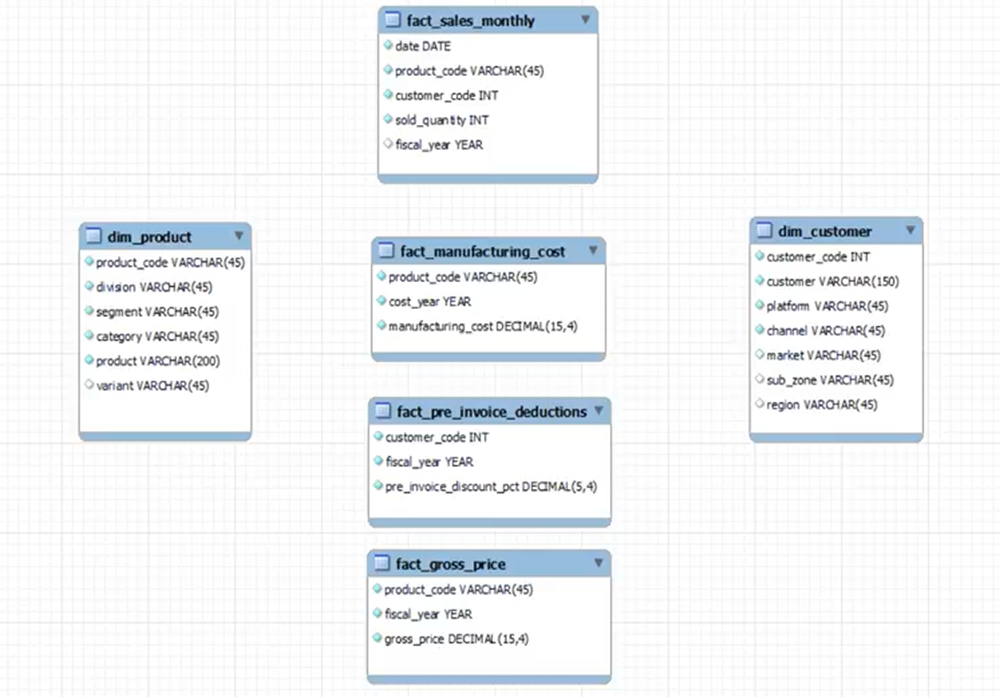 fact_sales_monthly
date DATE
product_code VARCHAR(45)
customer_code INT
sold_quantity INT
fiscal_year YEAR
dim_product
product_code VARCHAR(45)
division VARCHAR(45)
segment VARCHAR(45)
category VARCHAR(45)
product VARCHAR(200)
variant VARCHAR(45)
fact_manufacturing_cost
product_code VARCHAR(45)
cost_year YEAR
manufacturing_cost DECIMAL(15,4)
dim_customer
customer_code INT
customer VARCHAR(150)
platform VARCHAR(45)
channel VARCHAR(45)
market VARCHAR(45)
sub_zone VARCHAR(45)
region VARCHAR(45)
fact_pre_invoice_deductions
customer_code INT
fiscal_year YEAR
pre_invoice_discount_pct DECIMAL(5,4)
fact_gross_price
product_code VARCHAR(45)
fiscal_year YEAR
gross_price DECIMAL(15,4)